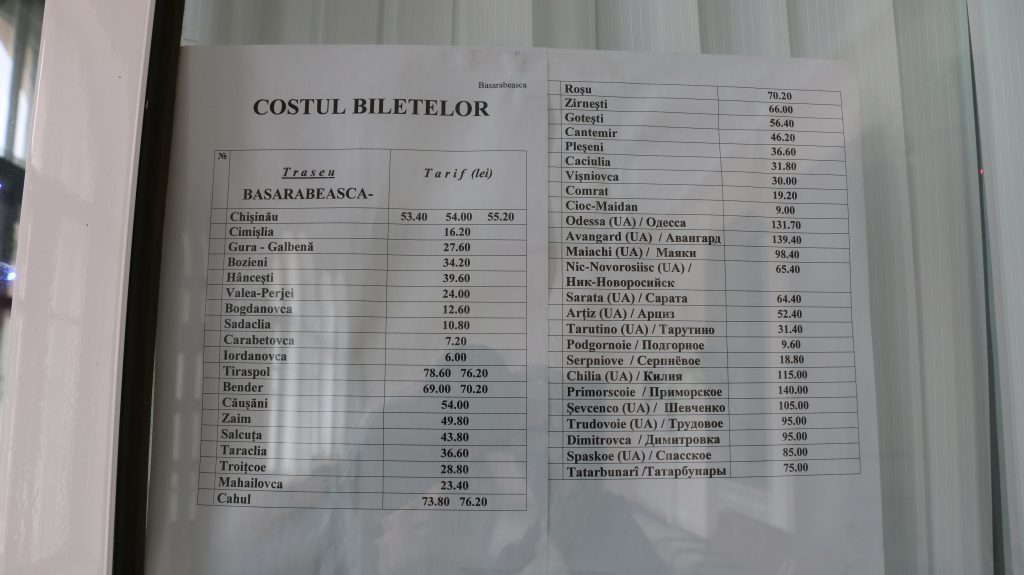 Basarabeasca
COSTUL BILETELOR
№
Traseu
BASARABEASCA-
Tarif (lei)
Chişinău 53.40 54.00 55.20
Cimişlia 16.20
Gura - Galbenă 27.60
Bozieni 34.20
Hânceşti 39.60
Valea-Perjei 24.00
Bogdanovca 12.60
Sadaclia 10.80
Carabetovca 7.20
Iordanovca 6.00
Tiraspol 78.60 76.20
Bender 69.00 70.20
Căuşăni 54.00
Zaim 49.80
Salcuţa 43.80
Taraclia 36.60
Troiţcoe 28.80
Mahailovca 23.40
Cahul 73.80 76.20
Roşu 70.20
Zirneşti 66.00
Goteşti 56.40
Cantemir 46.20
Pleşeni 36.60
Caciulia 31.80
Vişniovca 30.00
Comrat 19.20
Cioc-Maidan 9.00
Odessa (UA) / Одесса 131.70
Avangard (UA) / Авангард 139.40
Maiachi (UA) / Маяки 98.40
Nic-Novorosiisc (UA) / 65.40
Ник-Новоросийск
Sarata (UA) / Сарата 64.40
Arţiz (UA) / Арциз 52.40
Tarutino (UA) / Тарутино 31.40
Podgornoie / Подгорное 9.60
Serpniove / Серпнёвое 18.80
Chilia (UA) / Килия 115.00
Primorscoie / Приморское 140.00
Şevcenco (UA) / Шевченко 105.00
Trudovoie (UA) / Трудовое 95.00
Dimitrovca / Димитровка 95.00
Spaskoe (UA) / Спасское 85.00
Tatarbunarî /Татарбунары 75.00